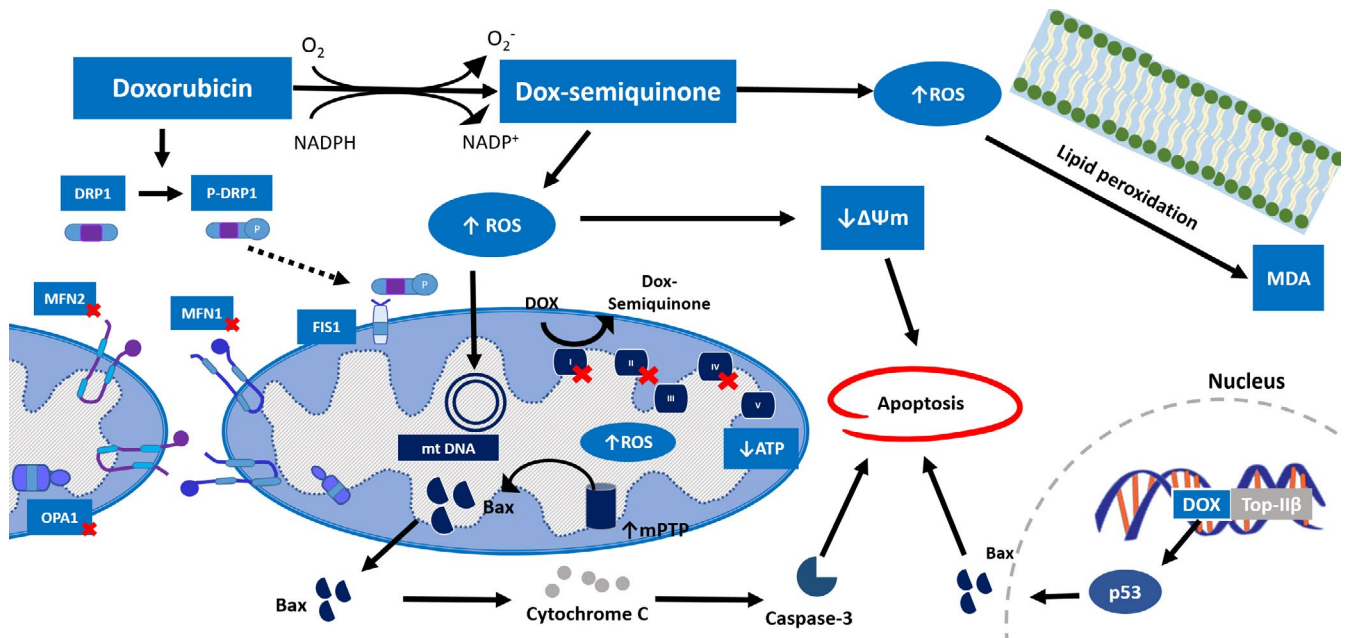 O₂
O₂⁻
Doxorubicin
Dox-semiquinone
↑ROS
NADPH
NADP⁺
Lipid peroxidation
DRP1
P-DRP1
P
↑ ROS
↓ΔΨm
MDA
P
MFN2
MFN1
FIS1
DOX
Dox-
Semiquinone
I
II
III
IV
V
Apoptosis
Nucleus
mt DNA
↑ROS
↓ATP
OPA1
Bax
↑mPTP
DOX
Top-IIβ
Bax
Cytochrome C
Caspase-3
Bax
p53